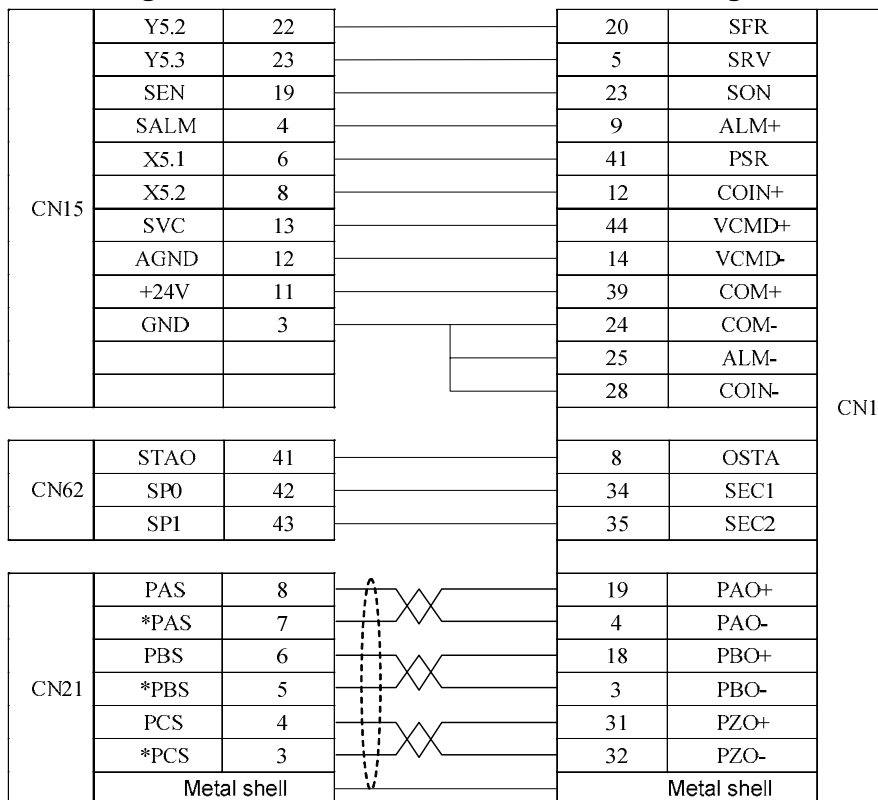 Y5.2 22 20 SFR
Y5.3 23 5 SRV
SEN 19 23 SON
SALM 4 9 ALM+
X5.1 6 41 PSR
X5.2 8 12 COIN+
CN15
SVC 13 44 VCMD+
AGND 12 14 VCMD-
+24V 11 39 COM+
GND 3 24 COM-
25 ALM-
28 COIN-
CN1
STAO 41 8 OSTA
CN62 SP0 42 34 SEC1
SP1 43 35 SEC2
PAS 8 19 PAO+
*PAS 7 4 PAO-
PBS 6 18 PBO+
CN21 *PBS 5 3 PBO-
PCS 4 31 PZO+
*PCS 3 32 PZO-
Metal shell Metal shell